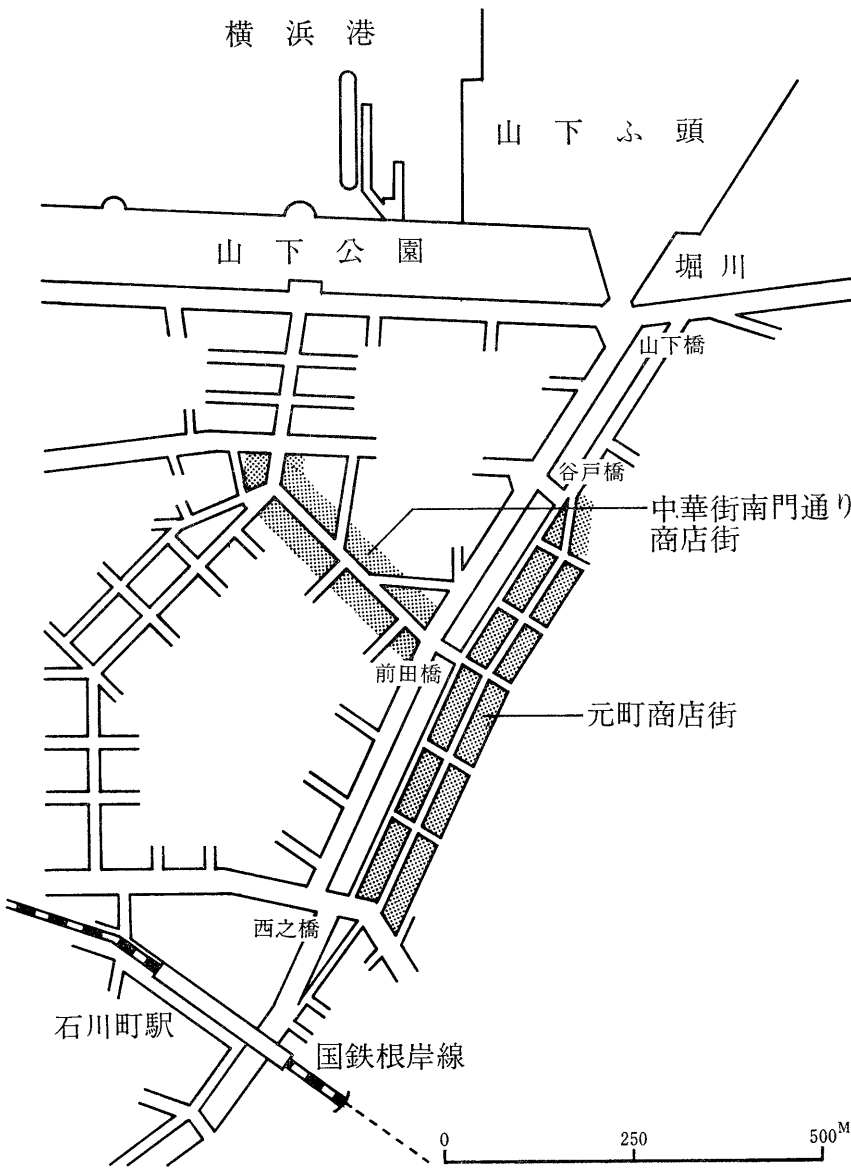 横浜港
山下ふ頭
山下公園
堀川
山下橋
谷戸橋
中華街南門通り
商店街
前田橋
元町商店街
西之橋
石川町駅
国鉄根岸線
0 250 500M